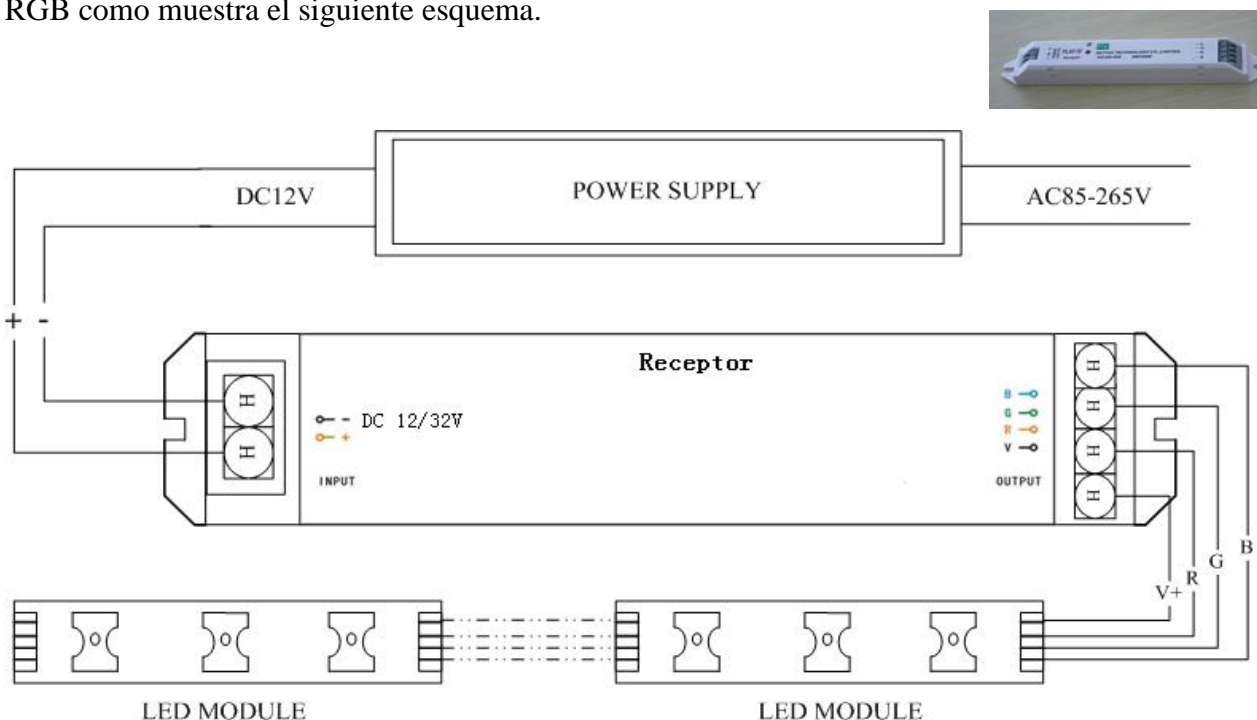 RGB como muestra el siguiente esquema.
DC12V
POWER SUPPLY
AC85-265V
+ -
Receptor
- DC 12/32V
+
INPUT
B
G
R
V
OUTPUT
H
H
H
H
H
H
V+
R
G
B
LED MODULE
LED MODULE